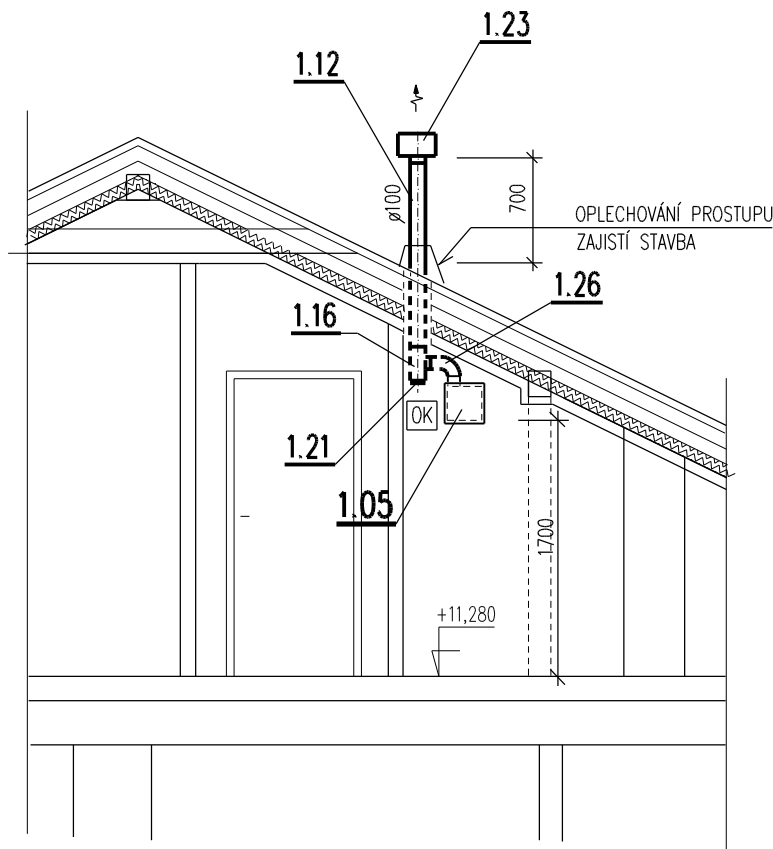 1.23
1.12
ø100
700
OPLECHOVÁNÍ PROSTUPU
ZAJISTÍ STAVBA
1.26
1.16
OK
1.21
1.05
1700
+11,280